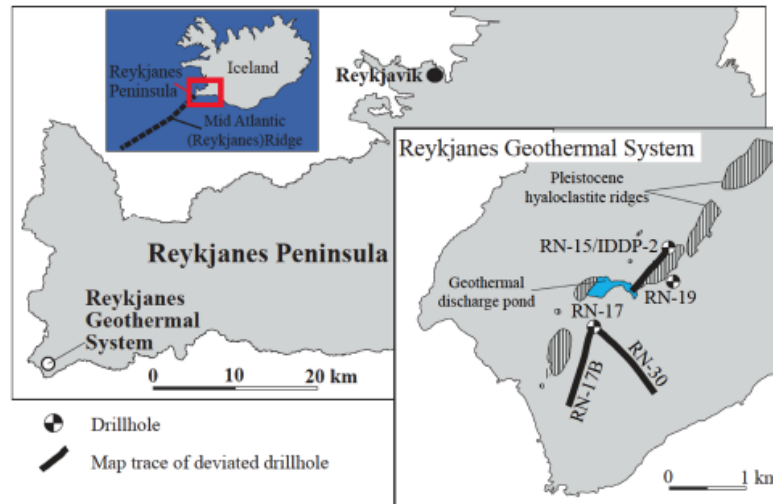 Iceland
Reykjanes
Peninsula
Mid Atlantic
(Reykjanes)Ridge
Reykjavik
Reykjanes Peninsula
Reykjanes
Geothermal
System
0 10 20 km
Drillhole
Map trace of deviated drillhole
Reykjanes Geothermal System
Pleistocene
hyaloclastite ridges
RN-15/IDDP-2
Geothermal
discharge pond
RN-19
RN-17
RN-30
RN-17B
0 1 km